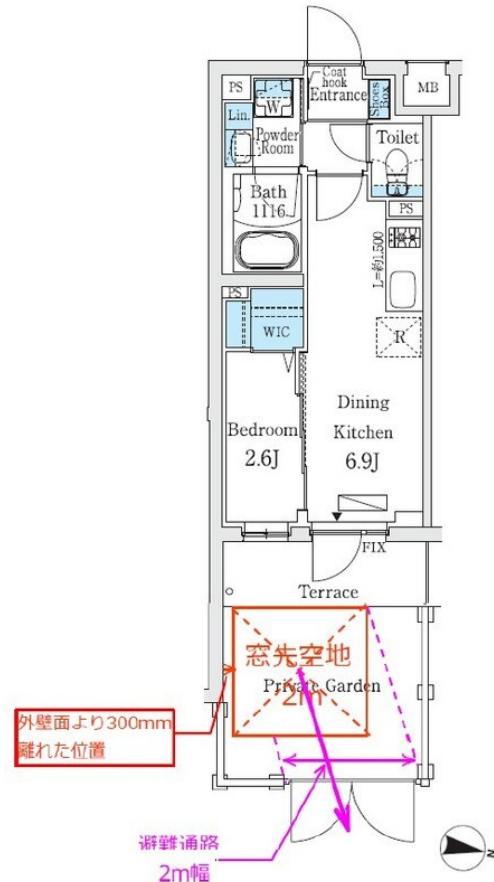 Coat
hook
Entrance
Shoes
Box
MB
PS
W
Lin.
Powder
Room
Toilet
Bath
1116
PS
L=約1,500
PS
WIC
R
Dining
Kitchen
6.9J
Bedroom
2.6J
FIX
Terrace
窓先空地
Private Garden
2m
外壁面より300mm
離れた位置
避難通路
2m幅
N